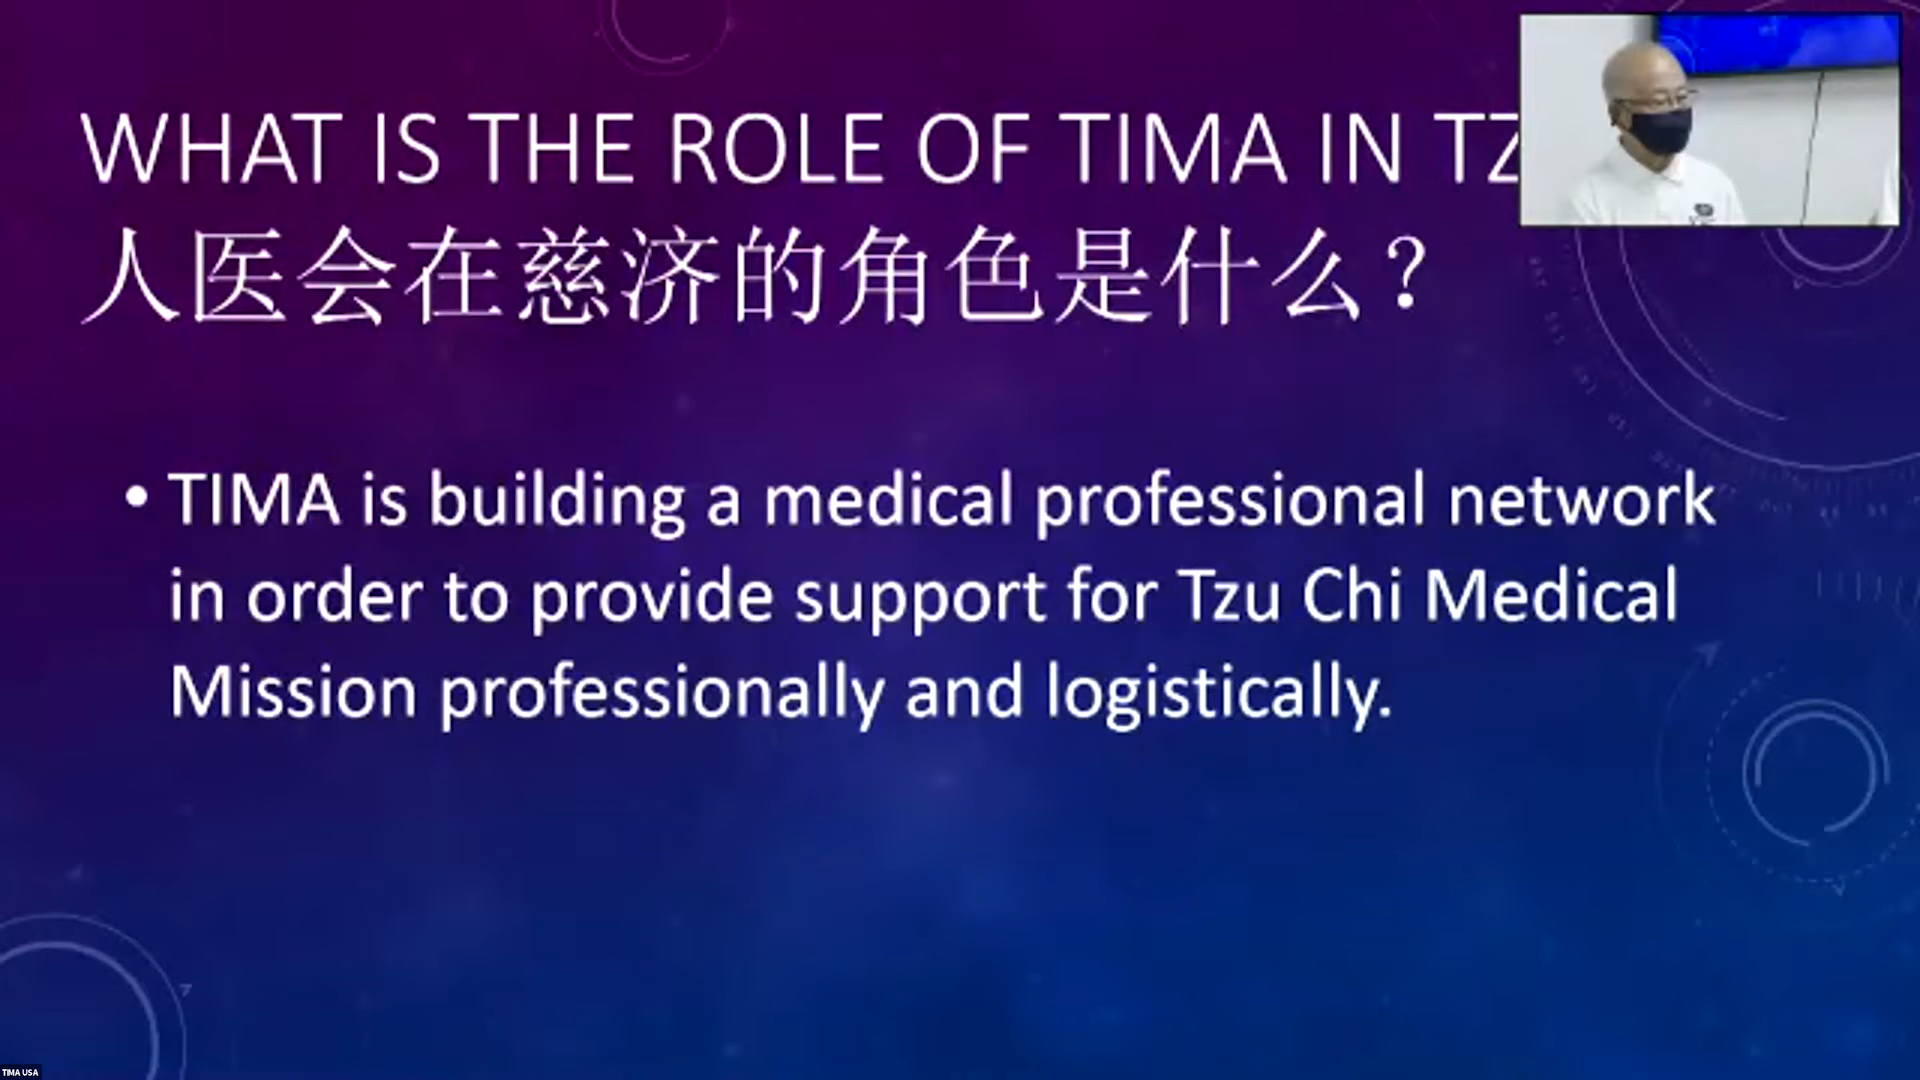 WHAT IS THE ROLE OF TIMA IN TZ
人医会在慈济的角色是什么？
• TIMA is building a medical professional network
in order to provide support for Tzu Chi Medical
Mission professionally and logistically.
TIMA USA